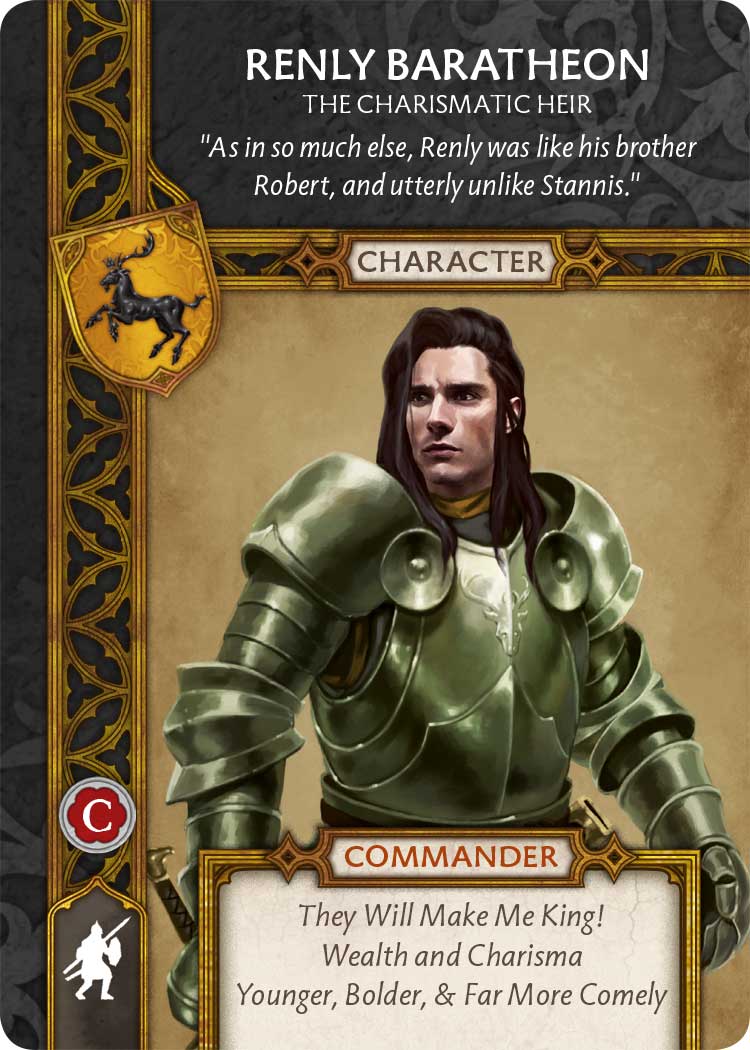 RENLY BARATHEON
THE CHARISMATIC HEIR
"As in so much else, Renly was like his brother
Robert, and utterly unlike Stannis."
CHARACTER
C
COMMANDER
They Will Make Me King!
Wealth and Charisma
Younger, Bolder, & Far More Comely